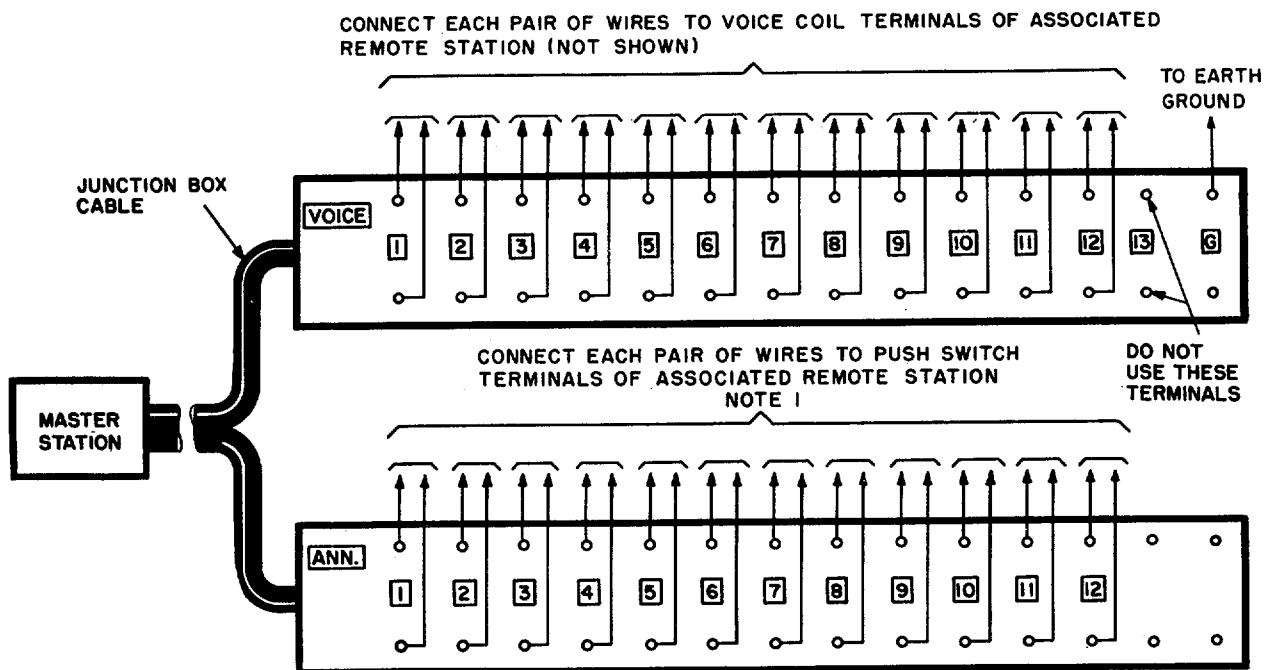 CONNECT EACH PAIR OF WIRES TO VOICE COIL TERMINALS OF ASSOCIATED
REMOTE STATION (NOT SHOWN)
TO EARTH
GROUND
JUNCTION BOX
CABLE
VOICE
1 2 3 4 5 6 7 8 9 10 11 12 13 G
CONNECT EACH PAIR OF WIRES TO PUSH SWITCH
TERMINALS OF ASSOCIATED REMOTE STATION
NOTE 1
DO NOT
USE THESE
TERMINALS
MASTER
STATION
ANN.
1 2 3 4 5 6 7 8 9 10 11 12